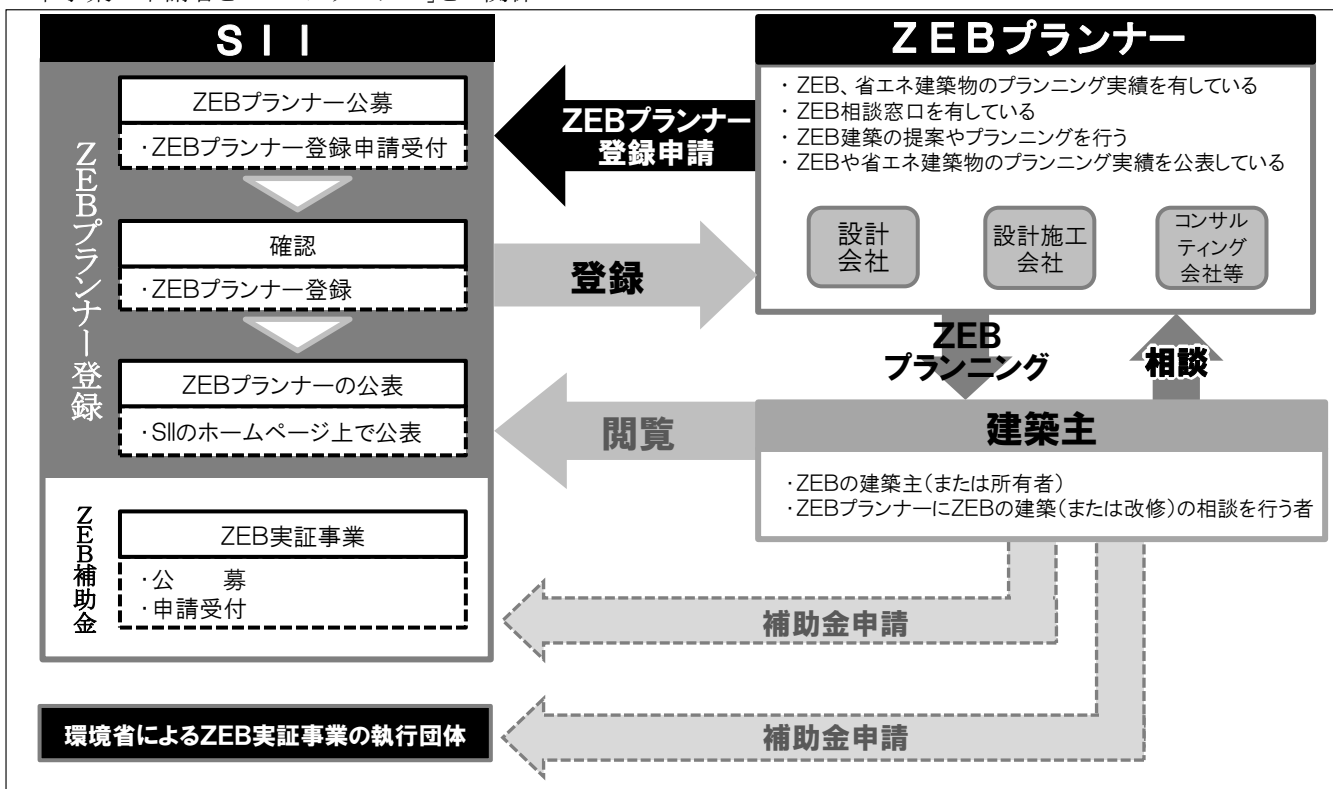 ＳＩＩ
ZEBプランナー登録
ZEBプランナー公募
・ZEBプランナー登録申請受付
確認
・ZEBプランナー登録
ZEBプランナーの公表
・SIIのホームページ上で公表
ZEB補助金
ZEB実証事業
・公　　募
・申請受付
環境省によるZEB実証事業の執行団体
ZEBプランナー
登録申請
登録
閲覧
補助金申請
補助金申請
ＺＥＢプランナー
・ ZEB、省エネ建築物のプランニング実績を有している
・ ZEB相談窓口を有している
・ ZEB建築の提案やプランニングを行う
・ ZEBや省エネ建築物のプランニング実績を公表している
設計
会社
設計施工
会社
コンサル
ティング
会社等
ZEB
プランニング
相談
建築主
・ZEBの建築主（または所有者）
・ZEBプランナーにZEBの建築（または改修）の相談を行う者